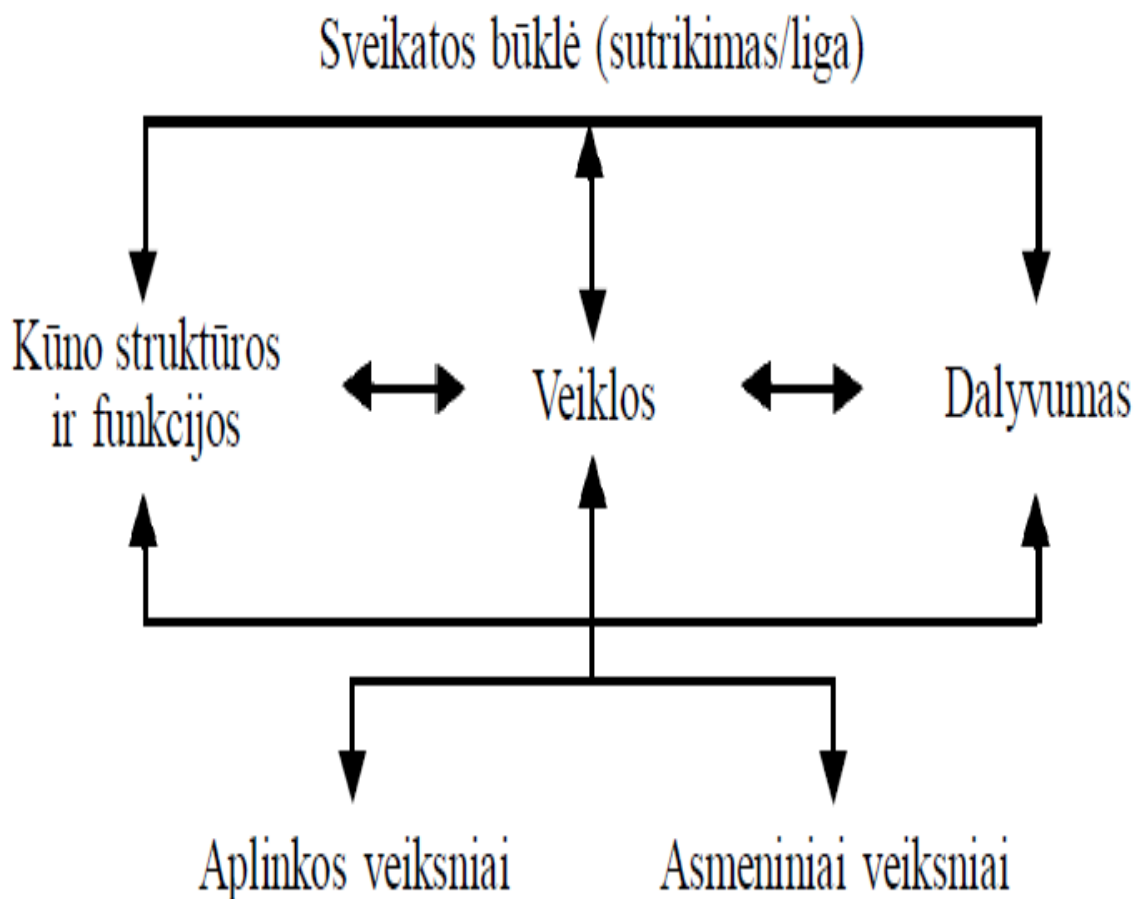 Sveikatos būklė (sutrikimas/liga)
Kūno struktūros
ir funkcijos
Veiklos
Dalyvumas
Aplinkos veiksniai
Asmeniniai veiksniai